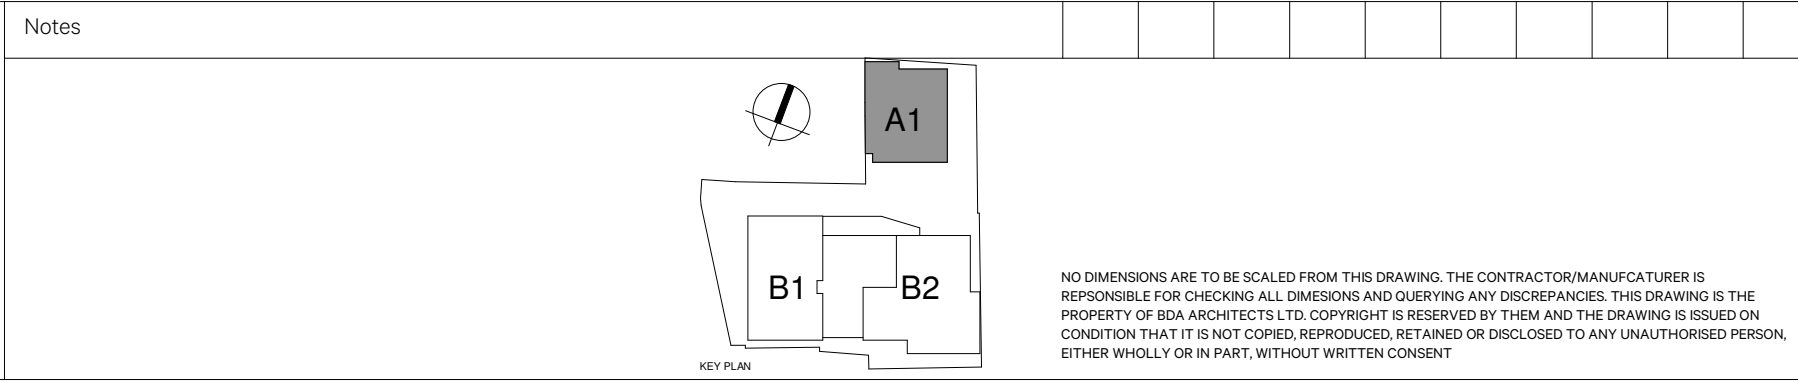 Notes
A1
B1
B2
KEY PLAN
NO DIMENSIONS ARE TO BE SCALED FROM THIS DRAWING. THE CONTRACTOR/MANUFCATURER IS
REPSONSIBLE FOR CHECKING ALL DIMESIONS AND QUERYING ANY DISCREPANCIES. THIS DRAWING IS THE
PROPERTY OF BDA ARCHITECTS LTD. COPYRIGHT IS RESERVED BY THEM AND THE DRAWING IS ISSUED ON
CONDITION THAT IT IS NOT COPIED, REPRODUCED, RETAINED OR DISCLOSED TO ANY UNAUTHORISED PERSON,
EITHER WHOLLY OR IN PART, WITHOUT WRITTEN CONSENT